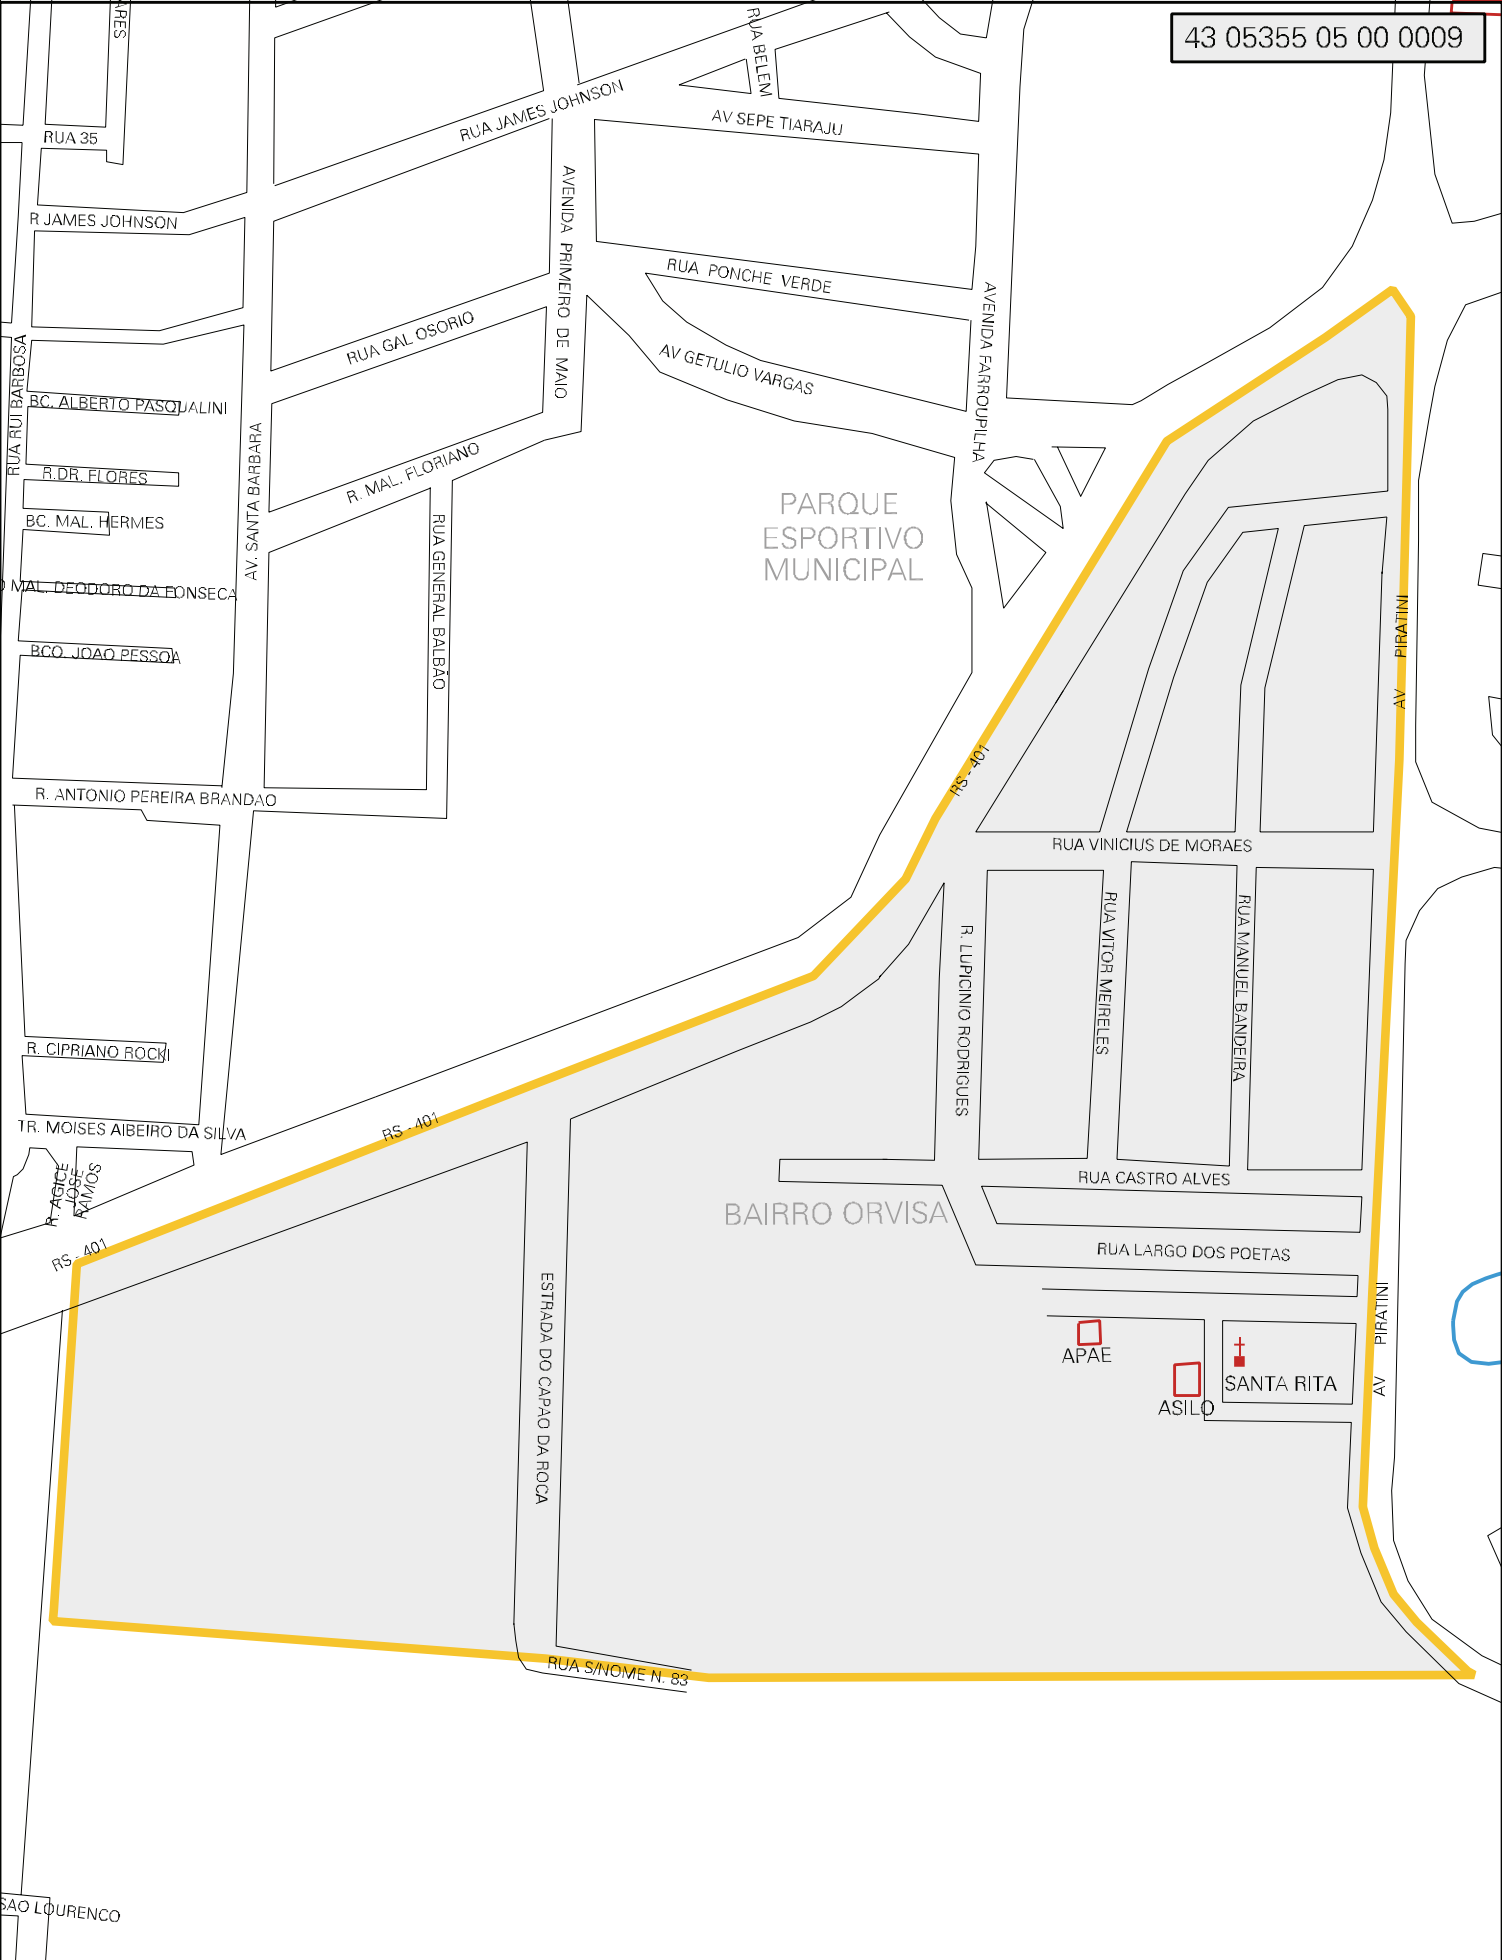 43 05355 05 00 0009
RUA BELEM
RUA JAMES JOHNSON
AV SEPE TIARAJU
RUA 35
R JAMES JOHNSON
AVENIDA PRIMEIRO DE MAIO
RUA PONCHE VERDE
AVENIDA FARROUPILHA
RUA GAL OSORIO
AV GETULIO VARGAS
RUA RUI BARBOSA
BC. ALBERTO PASQUALINI
AV. SANTA BARBARA
R. MAL. FLORIANO
R.DR. FLORES
BC. MAL. HERMES
PARQUE
ESPORTIVO
MUNICIPAL
RUA GENERAL BALBÃO
MAL. DEODORO DA FONSECA
BCO. JOAO PESSOA
AV PIRATINI
RS - 401
R. ANTONIO PEREIRA BRANDAO
RUA VINICIUS DE MORAES
R. LUPICINIO RODRIGUES
RUA VITOR MEIRELES
RUA MANUEL BANDEIRA
R. CIPRIANO ROCKI
RS - 401
TR. MOISES AIBEIRO DA SILVA
R. AGICE
JOSE
RAMOS
RUA CASTRO ALVES
BAIRRO ORVISA
RS - 401
RUA LARGO DOS POETAS
ESTRADA DO CAPAO DA ROCA
AV PIRATINI
APAE
SANTA RITA
ASILO
RUA S/NOME N. 83
SAO LOURENCO